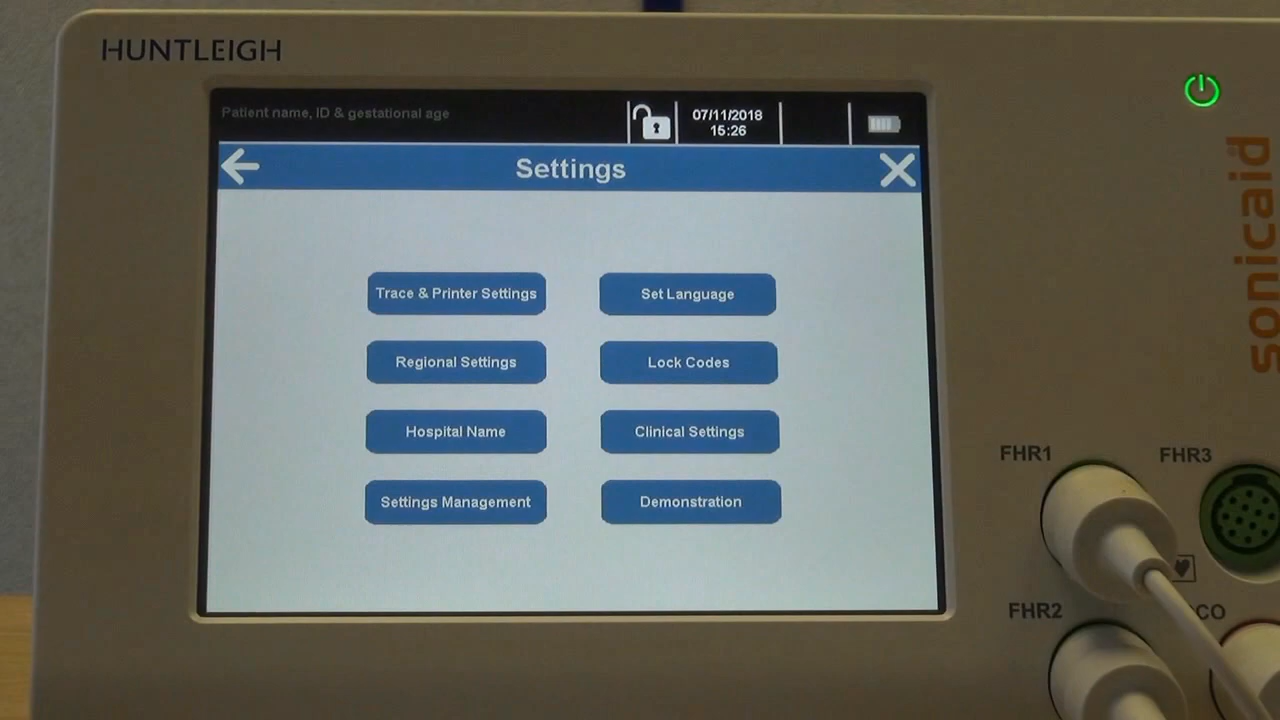 HUNTLEIGH
Patient name, ID & gestational age
07/11/2018
15:26
Settings
Trace & Printer Settings
Set Language
Regional Settings
Lock Codes
Hospital Name
Clinical Settings
Settings Management
Demonstration
sonicaid
FHR1
FHR3
FHR2
CO